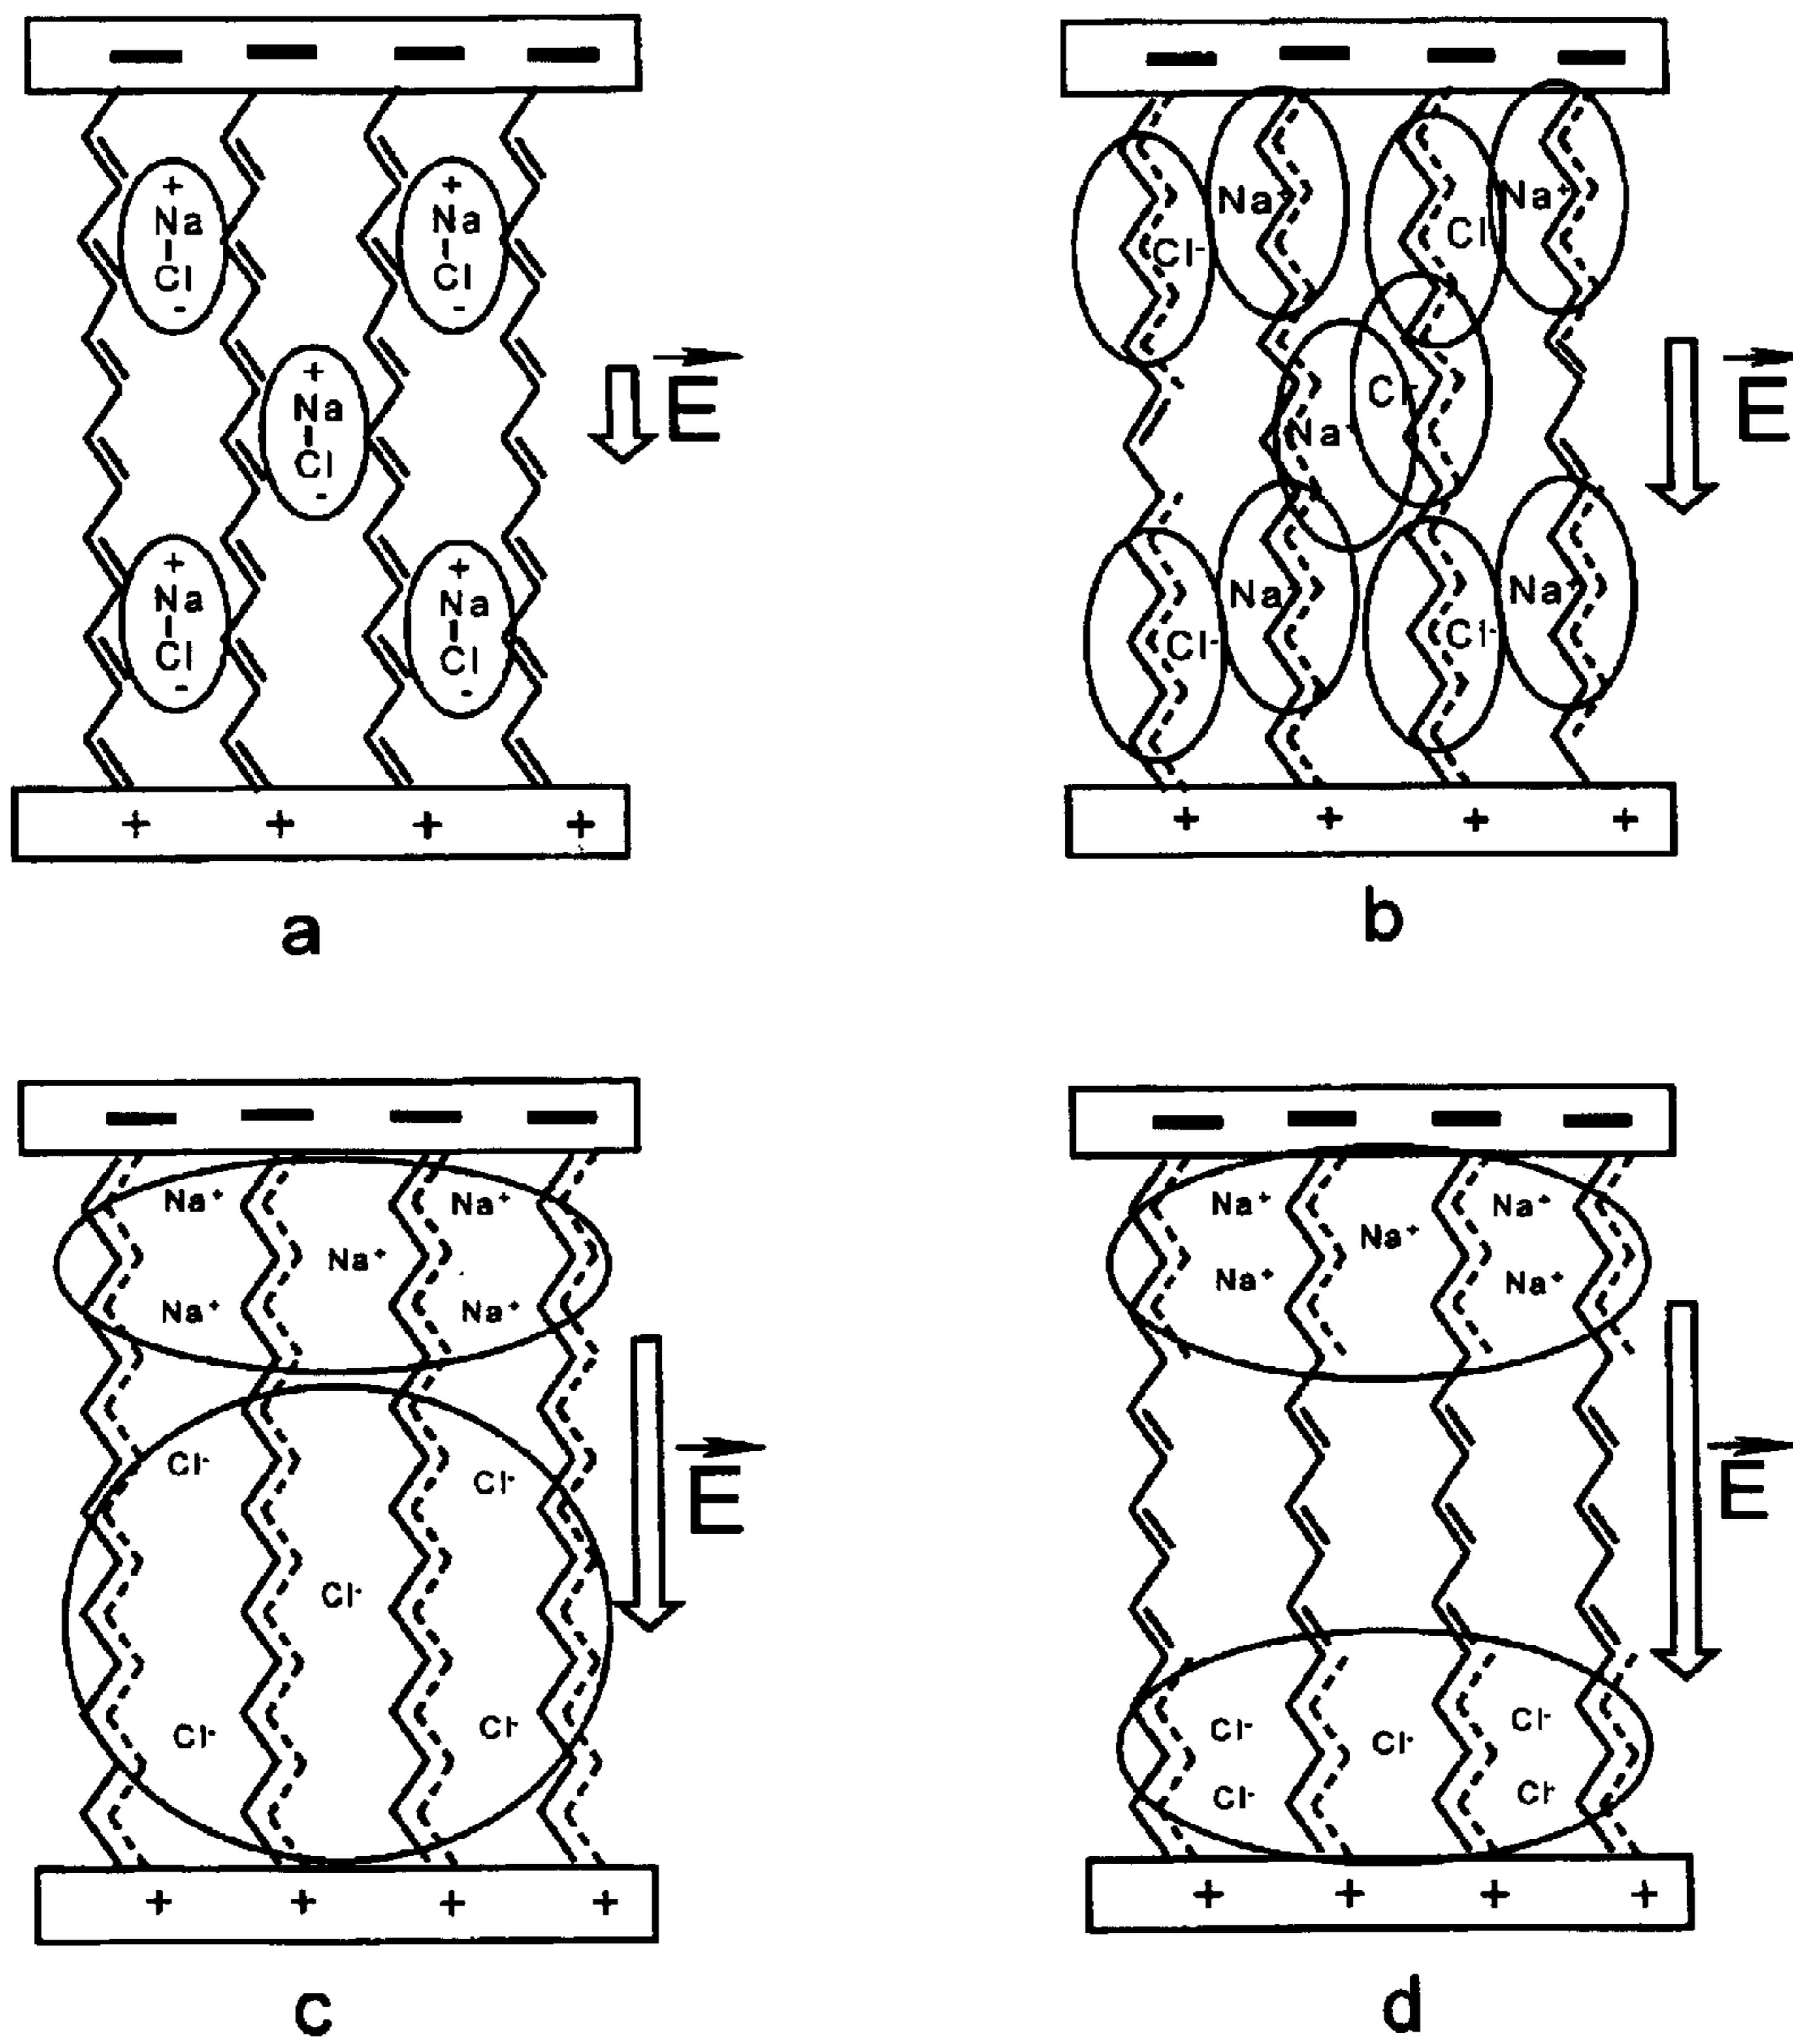 − − − −
+ +
Na Na
Cl Cl
- -
+
Na
Cl
-
E
+ +
Na Na
Cl Cl
- -
+ + + +
a
− − − −
Na⁺ Na⁺
Cl⁻ Cl
Cl⁻
Na⁺
E
Na⁺ Na⁺
Cl⁻ Cl⁻
+ + + +
b
− − − −
Na⁺ Na⁺
Na⁺
Na⁺ Na⁺
Cl⁻ Cl⁻
E
Cl⁻
Cl⁻ Cl⁻
+ + + +
c
− − − −
Na⁺ Na⁺
Na⁺
Na⁺ Na⁺
E
Cl⁻ Cl⁻
Cl⁻
Cl⁻ Cl⁻
+ + + +
d